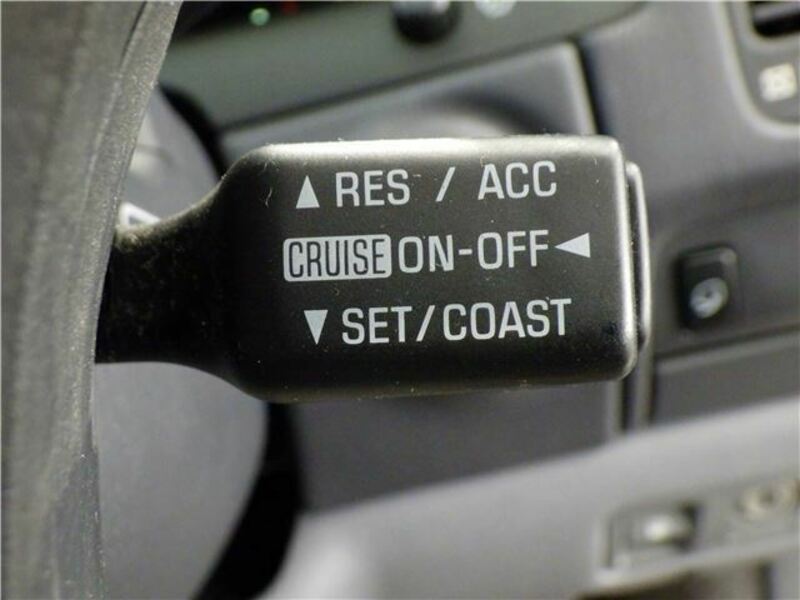 ▲ RES / ACC
CRUISE ON-OFF ◀
▼ SET/COAST